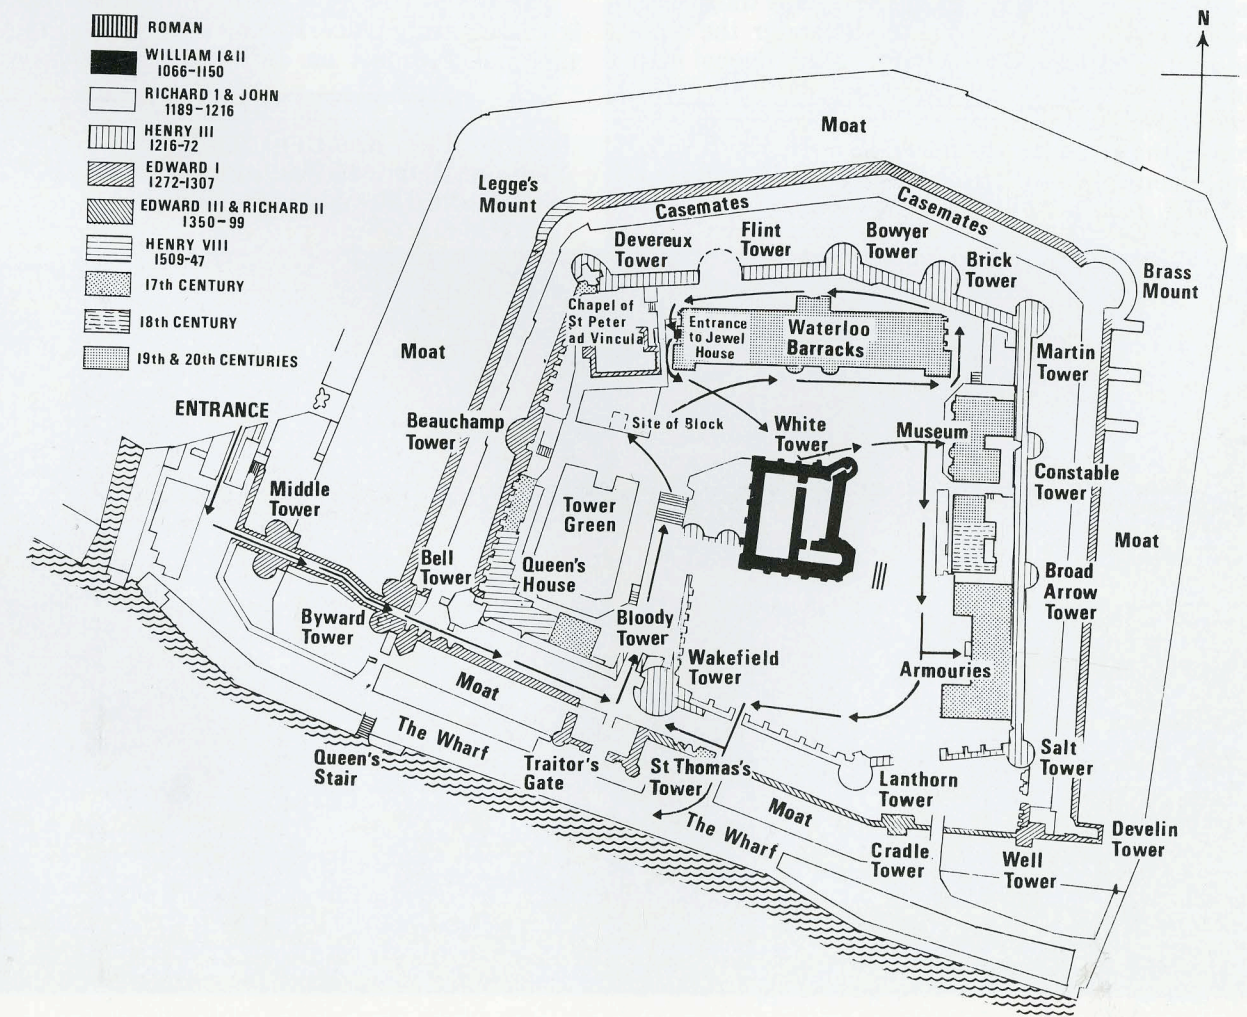 N
ROMAN
WILLIAM I & II
1066-1150
RICHARD 1 & JOHN
1189-1216
HENRY III
1216-72
EDWARD I
1272-1307
EDWARD III & RICHARD II
1350-99
HENRY VIII
1509-47
17th CENTURY
18th CENTURY
19th & 20th CENTURIES
Moat
Legge's
Mount
Casemates
Casemates
Devereux
Tower
Flint
Tower
Bowyer
Tower
Brick
Tower
Brass
Mount
Chapel of
St Peter
ad Vincula
Entrance
to Jewel
House
Waterloo
Barracks
Moat
Martin
Tower
ENTRANCE
Beauchamp
Tower
Site of Block
White
Tower
Museum
Constable
Tower
Middle
Tower
Tower
Green
Moat
Bell
Tower
Queen's
House
Broad
Arrow
Tower
Byward
Tower
Bloody
Tower
Wakefield
Tower
Armouries
Moat
The Wharf
Queen's
Stair
Traitor's
Gate
St Thomas's
Tower
Salt
Tower
Lanthorn
Tower
Moat
The Wharf
Cradle
Tower
Well
Tower
Develin
Tower